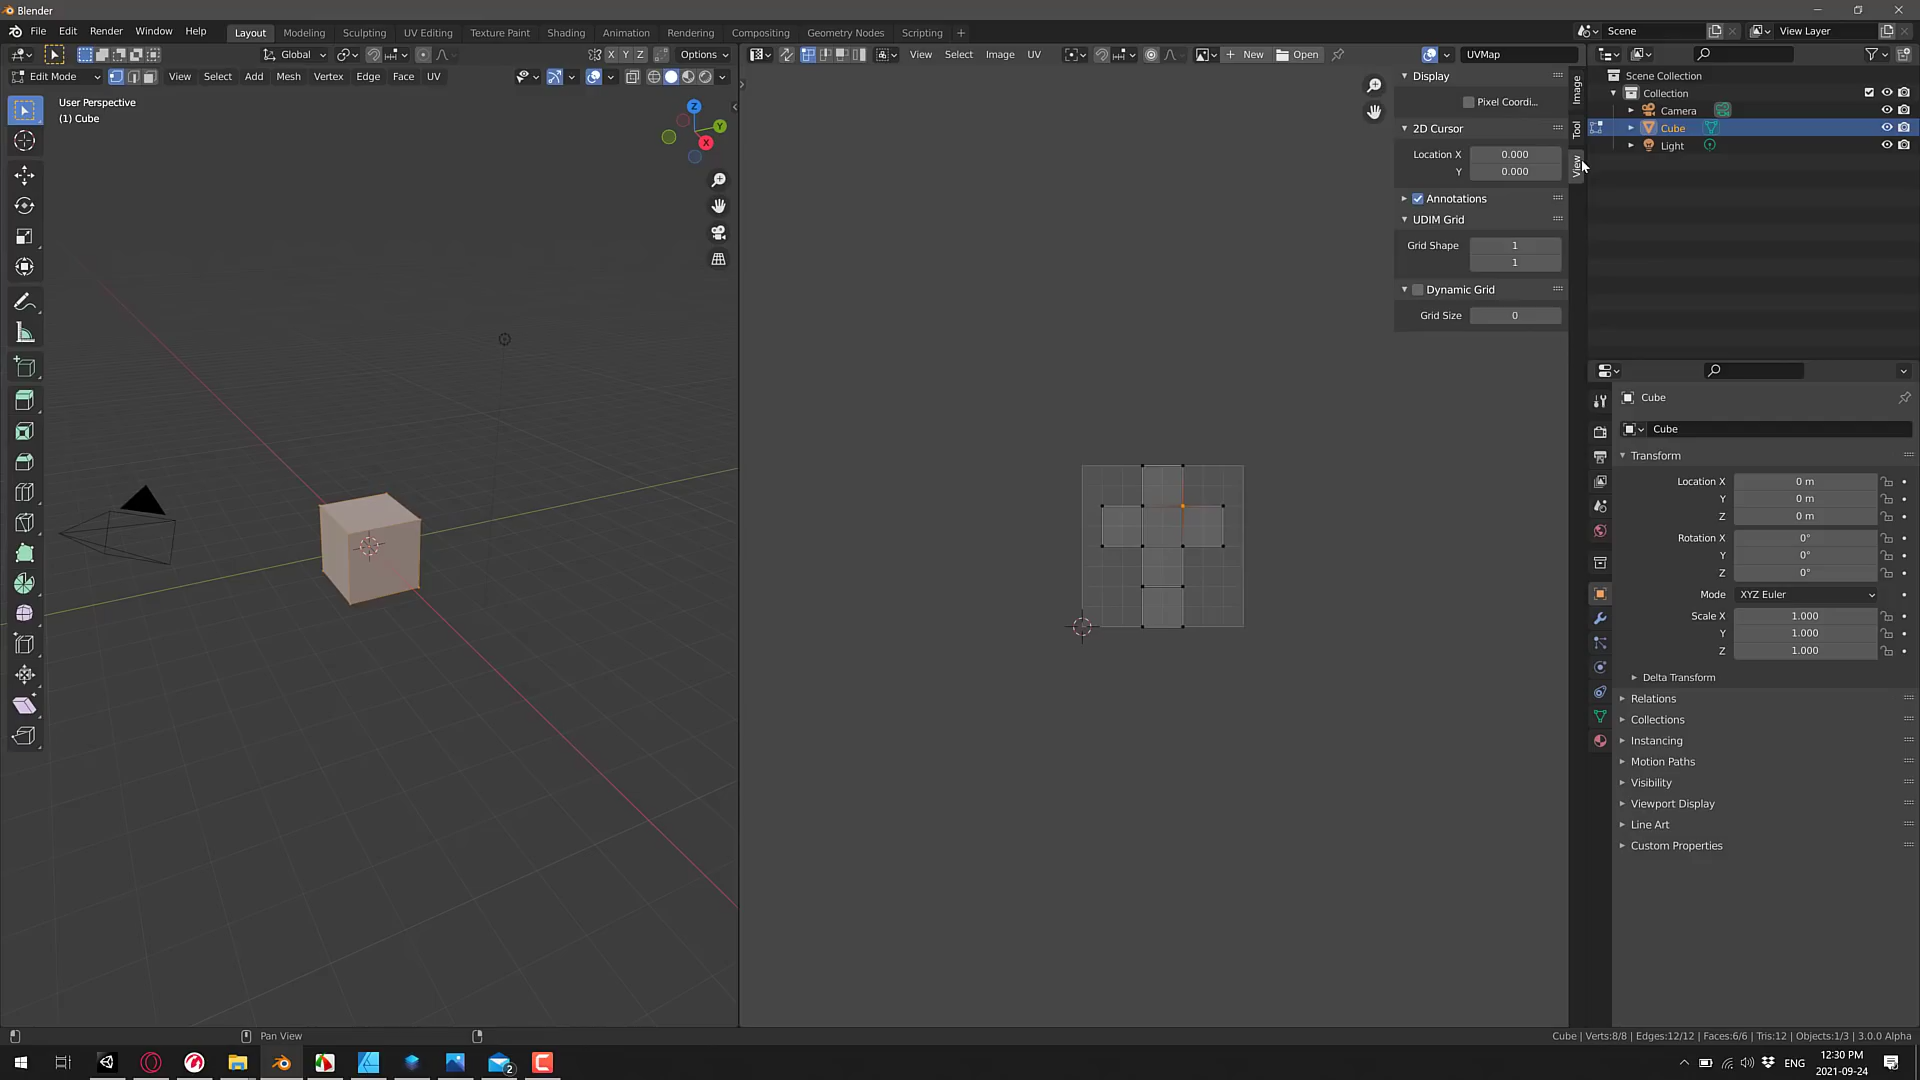 Blender
File Edit Render Window Help Layout Modeling Sculpting UV Editing Texture Paint Shading Animation Rendering Compositing Geometry Nodes Scripting + Scene View Layer
Global X Y Z Options
Edit Mode View Select Add Mesh Vertex Edge Face UV
User Perspective
(1) Cube
Z
Y
X
View Select Image UV + New Open UVMap
Display
Pixel Coordi...
2D Cursor
Location X 0.000
Y 0.000
Annotations
UDIM Grid
Grid Shape 1
1
Dynamic Grid
Grid Size 0
Image
Tool
View
Scene Collection
Collection
Camera
Cube
Light
Cube
Cube
Transform
Location X 0 m
Y 0 m
Z 0 m
Rotation X 0°
Y 0°
Z 0°
Mode XYZ Euler
Scale X 1.000
Y 1.000
Z 1.000
Delta Transform
Relations
Collections
Instancing
Motion Paths
Visibility
Viewport Display
Line Art
Custom Properties
Pan View
Cube | Verts:8/8 | Edges:12/12 | Faces:6/6 | Tris:12 | Objects:1/3 | 3.0.0 Alpha
2
ENG
12:30 PM
2021-09-24